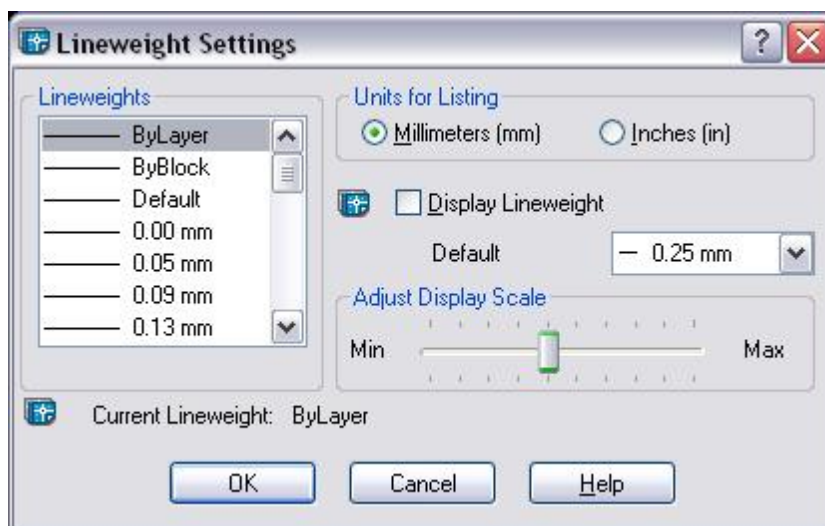 Lineweight Settings
Lineweights
ByLayer
ByBlock
Default
0.00 mm
0.05 mm
0.09 mm
0.13 mm
Units for Listing
Millimeters (mm)
Inches (in)
Display Lineweight
Default
0.25 mm
Adjust Display Scale
Min
Max
Current Lineweight: ByLayer
OK
Cancel
Help